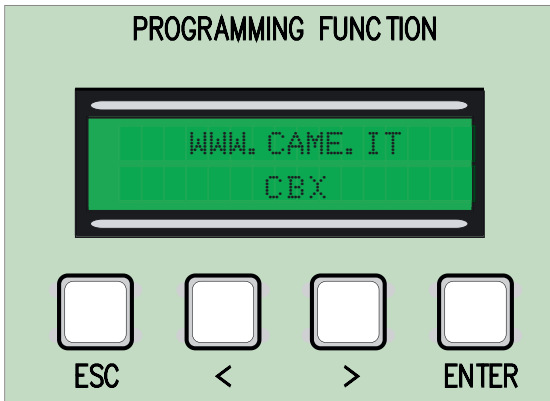 PROGRAMMING FUNCTION
WWW. CAME. IT
CBX
ESC < > ENTER